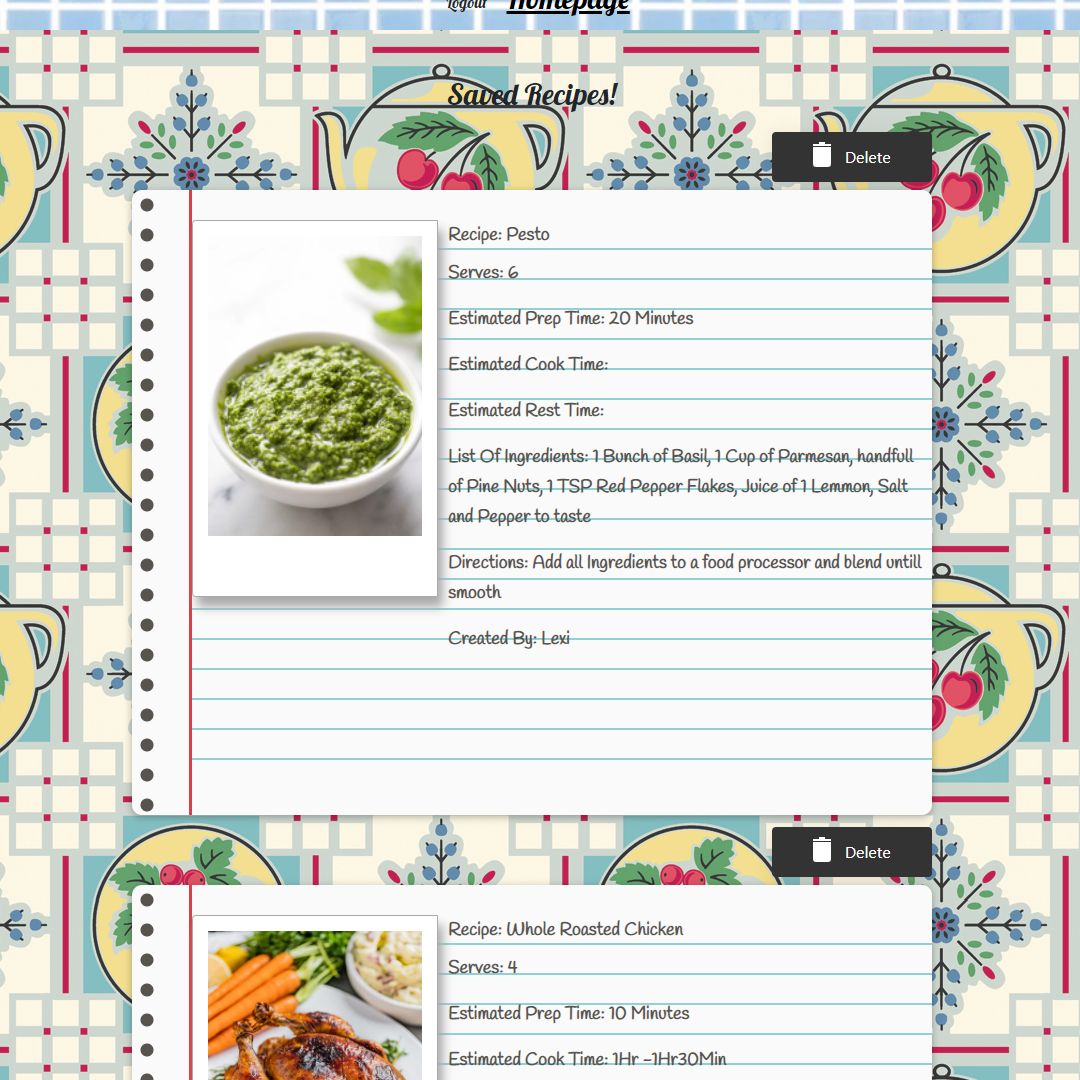 Logout Homepage
Saved Recipes!
Delete
Recipe: Pesto
Serves: 6
Estimated Prep Time: 20 Minutes
Estimated Cook Time:
Estimated Rest Time:
List Of Ingredients: 1 Bunch of Basil, 1 Cup of Parmesan, handfull
of Pine Nuts, 1 TSP Red Pepper Flakes, Juice of 1 Lemmon, Salt
and Pepper to taste
Directions: Add all Ingredients to a food processor and blend untill
smooth
Created By: Lexi
Delete
Recipe: Whole Roasted Chicken
Serves: 4
Estimated Prep Time: 10 Minutes
Estimated Cook Time: 1Hr -1Hr30Min